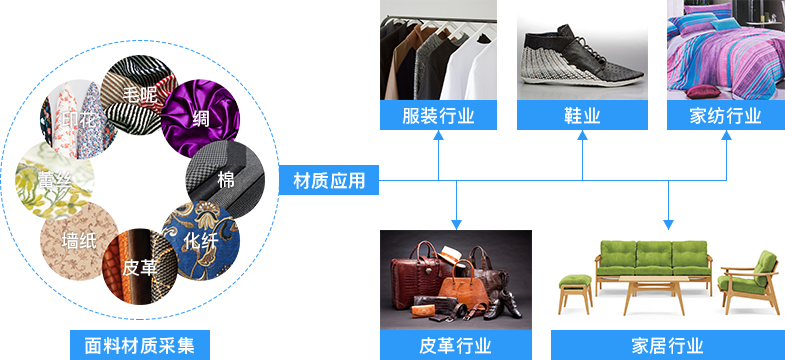 毛呢
印花
绸
蕾丝
棉
墙纸
化纤
皮革
面料材质采集
材质应用
服装行业
鞋业
家纺行业
皮革行业
家居行业